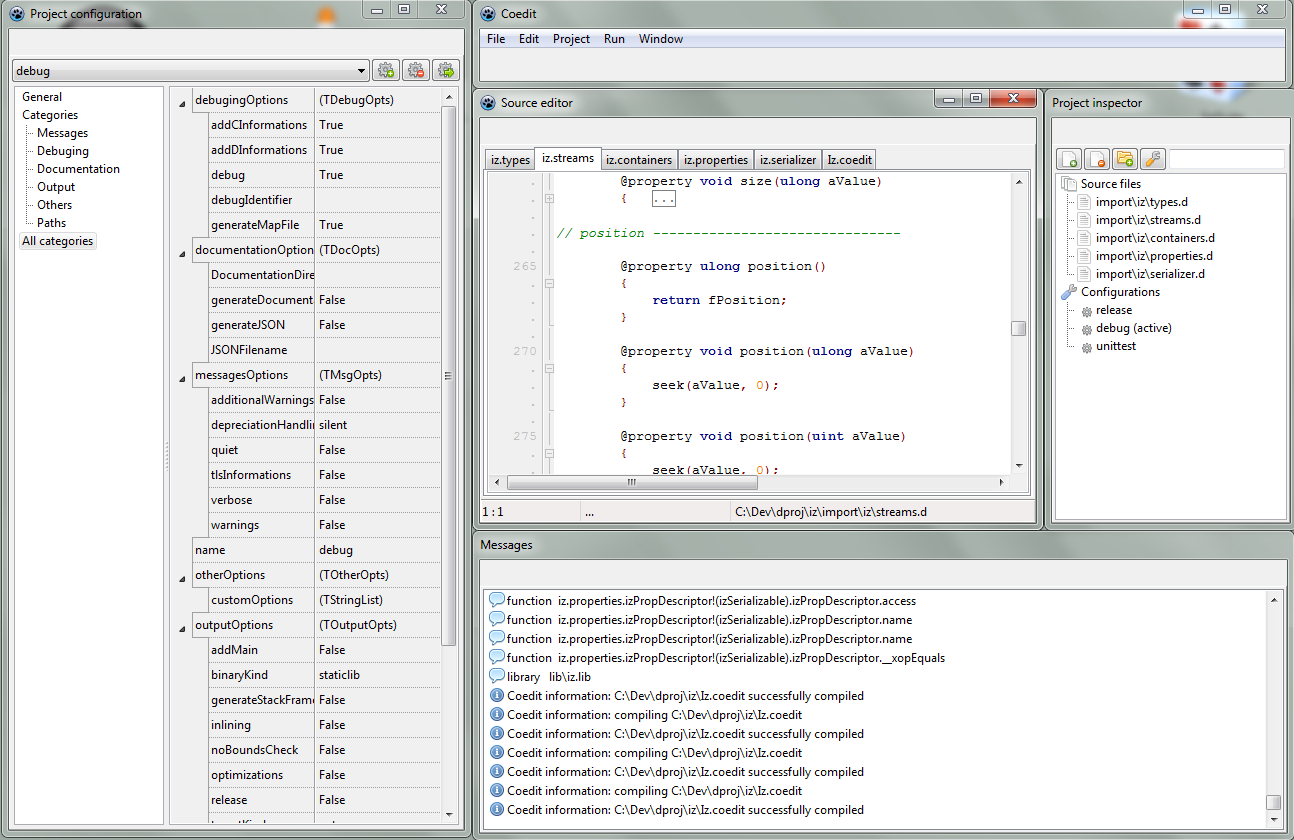 Project configuration
debug
General
Categories
Messages
Debuging
Documentation
Output
Others
Paths
All categories
debugingOptions (TDebugOpts)
addCInformations True
addDInformations True
debug True
debugIdentifier
generateMapFile True
documentationOption (TDocOpts)
DocumentationDire
generateDocument False
generateJSON False
JSONFilename
messagesOptions (TMsgOpts)
additionalWarnings False
depreciationHandli silent
quiet False
tlsInformations False
verbose False
warnings False
name debug
otherOptions (TOtherOpts)
customOptions (TStringList)
outputOptions (TOutputOpts)
addMain False
binaryKind staticlib
generateStackFrame False
inlining False
noBoundsCheck False
optimizations False
release False
Coedit
File Edit Project Run Window
Source editor
iz.types iz.streams iz.containers iz.properties iz.serializer Iz.coedit
@property void size(ulong aValue)
{ ...
// position -------------------------------
265 @property ulong position()
{
return fPosition;
}
270 @property void position(ulong aValue)
{
seek(aValue, 0);
}
275 @property void position(uint aValue)
{
seek(aValue, 0);
1 : 1 ... C:\Dev\dproj\iz\import\iz\streams.d
Project inspector
Source files
import\iz\types.d
import\iz\streams.d
import\iz\containers.d
import\iz\properties.d
import\iz\serializer.d
Configurations
release
debug (active)
unittest
Messages
function iz.properties.izPropDescriptor!(izSerializable).izPropDescriptor.access
function iz.properties.izPropDescriptor!(izSerializable).izPropDescriptor.name
function iz.properties.izPropDescriptor!(izSerializable).izPropDescriptor.name
function iz.properties.izPropDescriptor!(izSerializable).izPropDescriptor.__xopEquals
library lib\iz.lib
Coedit information: C:\Dev\dproj\iz\Iz.coedit successfully compiled
Coedit information: compiling C:\Dev\dproj\iz\Iz.coedit
Coedit information: C:\Dev\dproj\iz\Iz.coedit successfully compiled
Coedit information: compiling C:\Dev\dproj\iz\Iz.coedit
Coedit information: C:\Dev\dproj\iz\Iz.coedit successfully compiled
Coedit information: compiling C:\Dev\dproj\iz\Iz.coedit
Coedit information: C:\Dev\dproj\iz\Iz.coedit successfully compiled